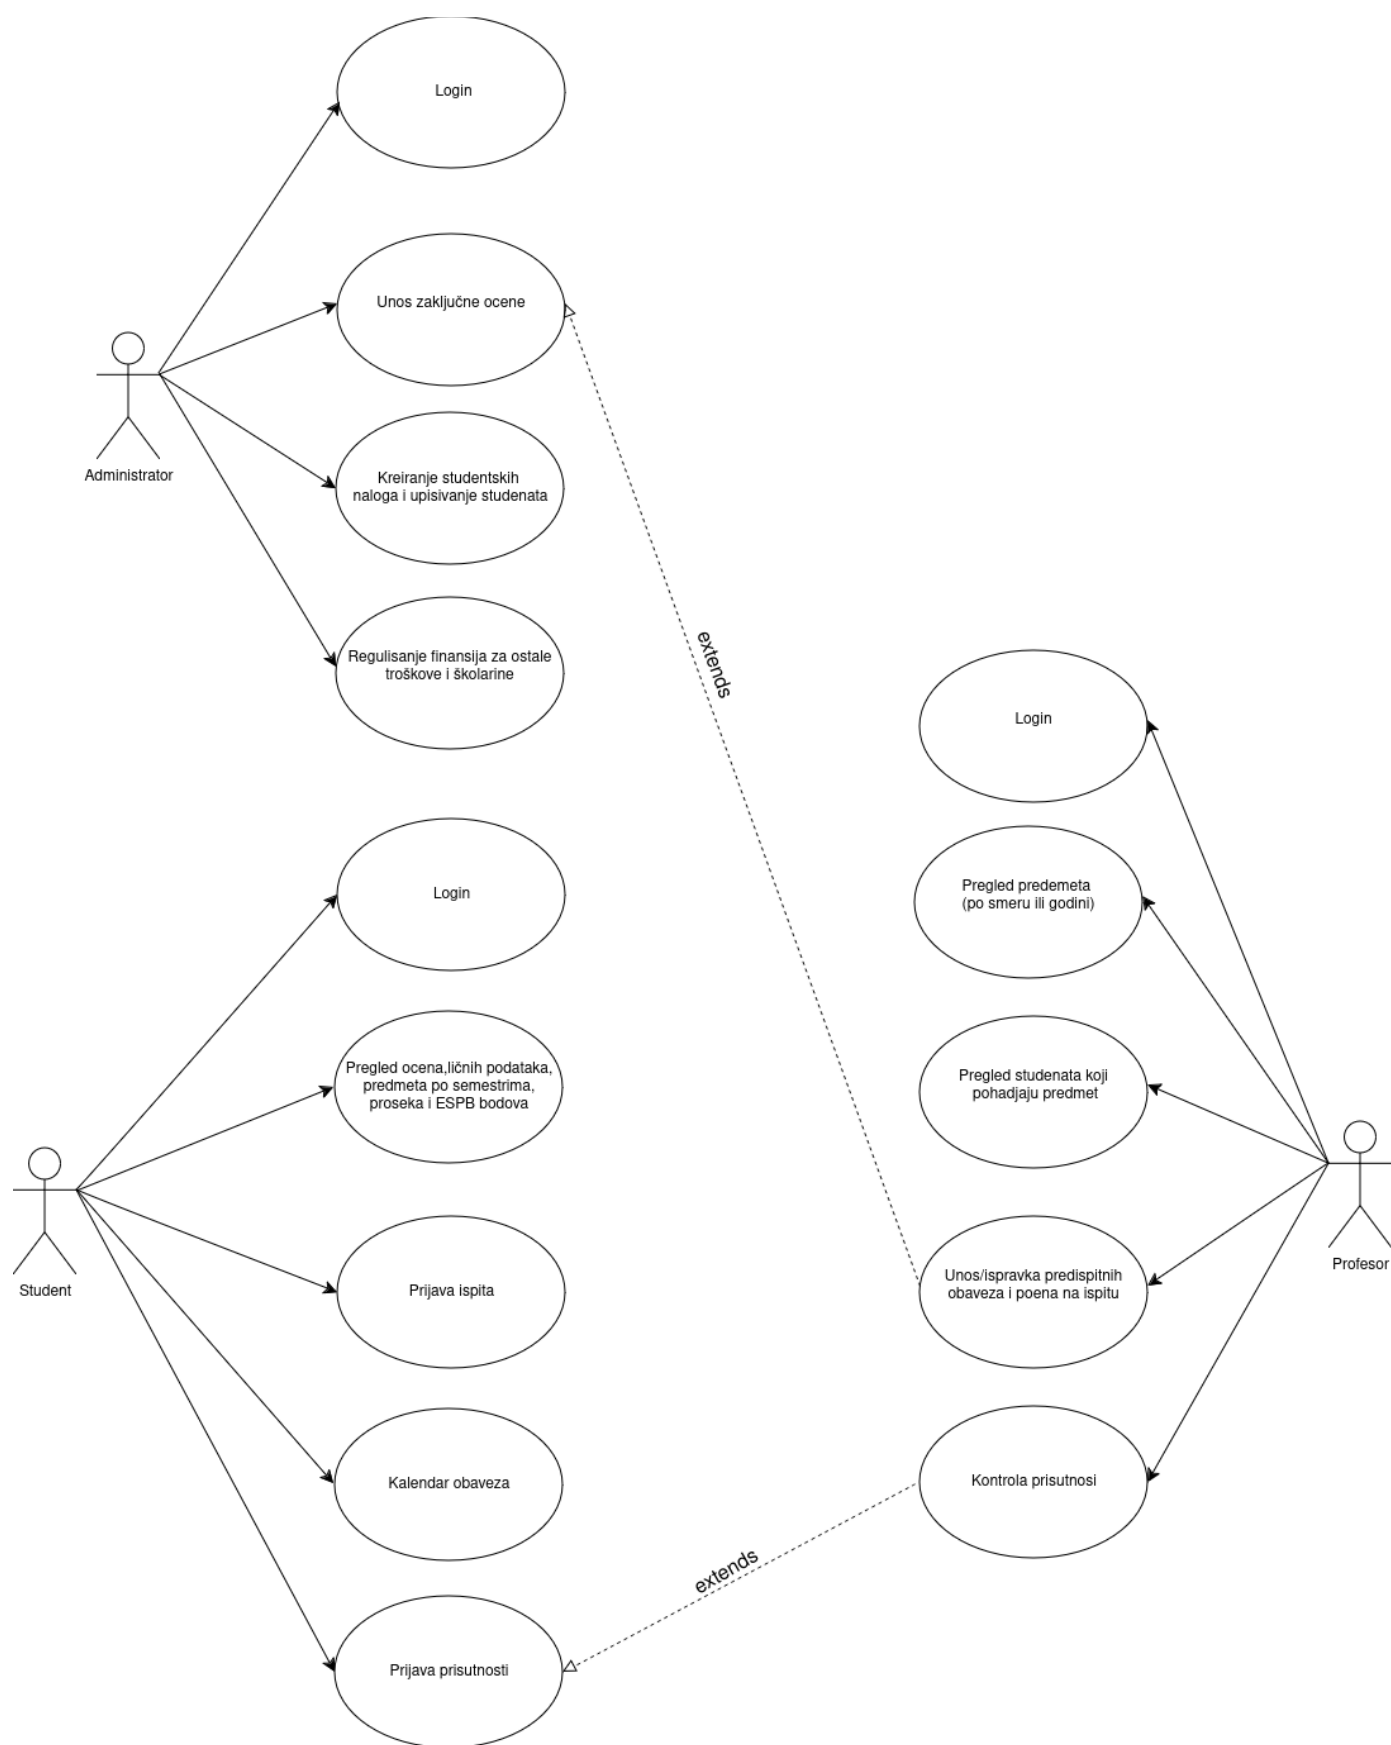 Login
Unos zaključne ocene
Administrator
Kreiranje studentskih
naloga i upisivanje studenata
Regulisanje finansija za ostale
troškove i školarine
extends
Login
Pregled ocena,ličnih podataka,
predmeta po semestrima,
proseka i ESPB bodova
Student
Prijava ispita
Kalendar obaveza
Prijava prisutnosti
extends
Login
Pregled predemeta
(po smeru ili godini)
Pregled studenata koji
pohadjaju predmet
Profesor
Unos/ispravka predispitnih
obaveza i poena na ispitu
Kontrola prisutnosi